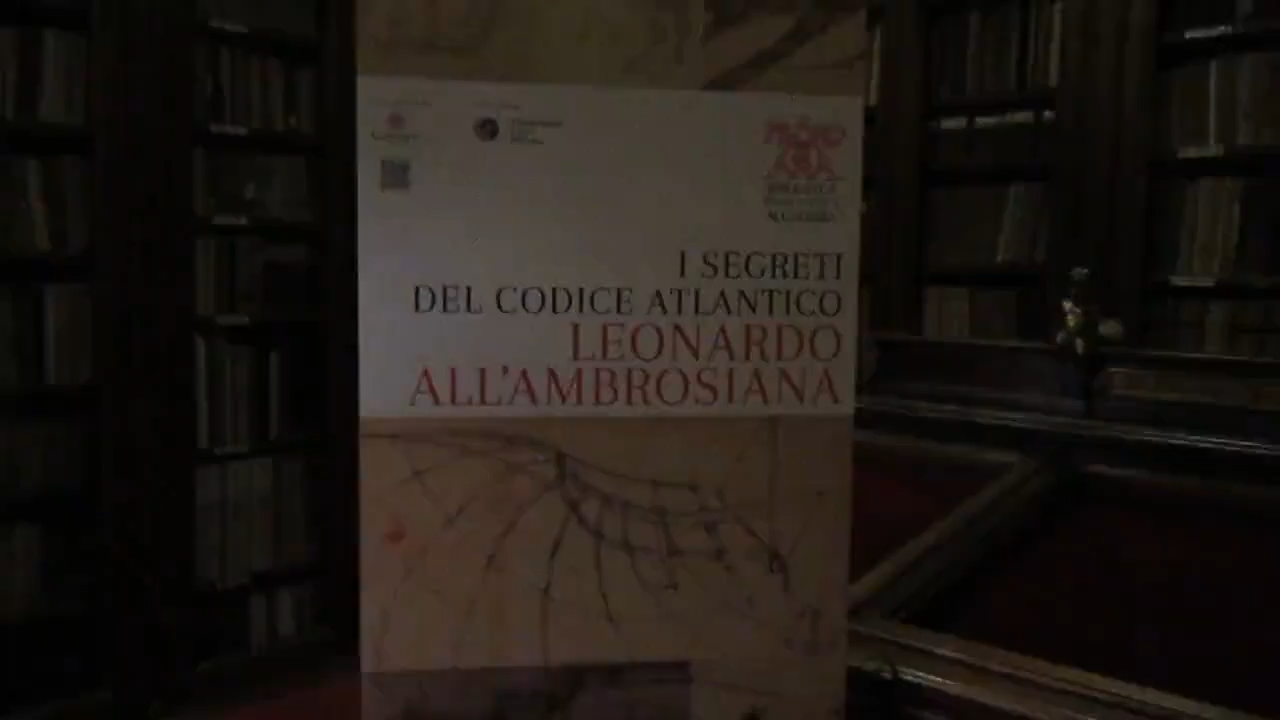 I SEGRETI
DEL CODICE ATLANTICO
LEONARDO
ALL'AMBROSIANA